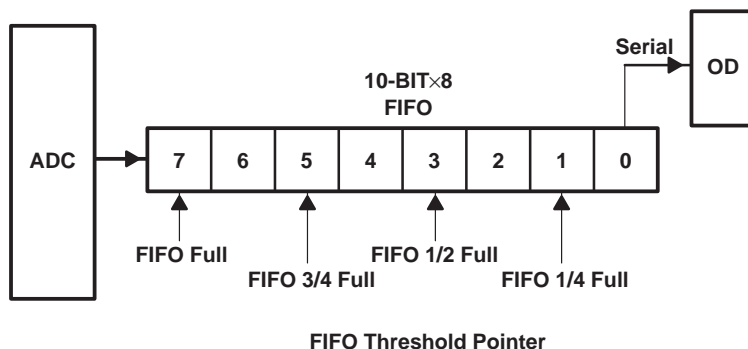 Serial
OD
10-BIT×8
FIFO
ADC
7 6 5 4 3 2 1 0
FIFO Full
FIFO 1/2 Full
FIFO 3/4 Full
FIFO 1/4 Full
FIFO Threshold Pointer